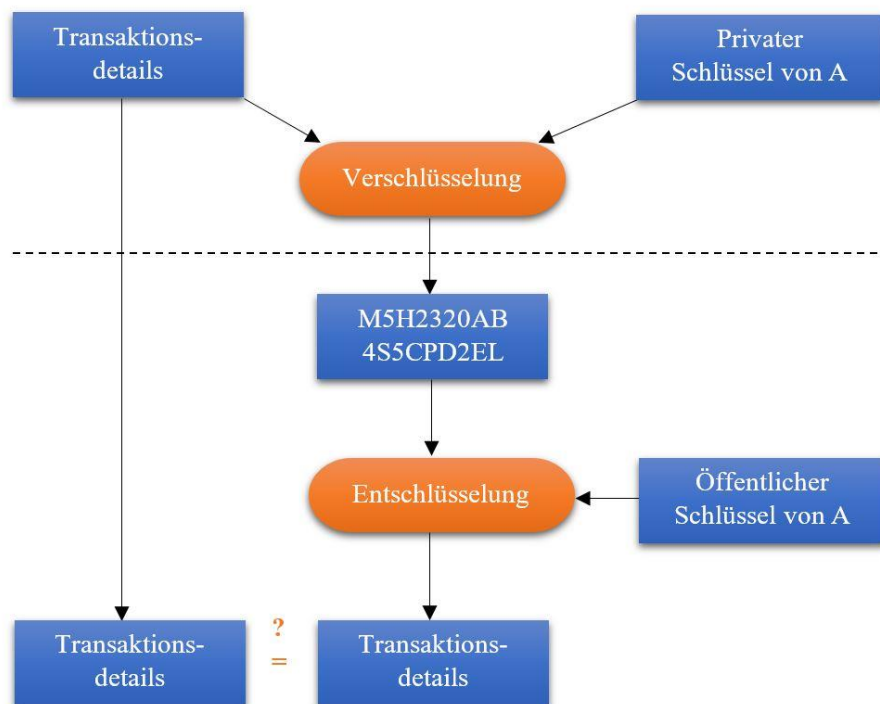 Transaktions-
details
Privater
Schlüssel von A
Verschlüsselung
M5H2320AB
4S5CPD2EL
Entschlüsselung
Öffentlicher
Schlüssel von A
Transaktions-
details
?
=
Transaktions-
details